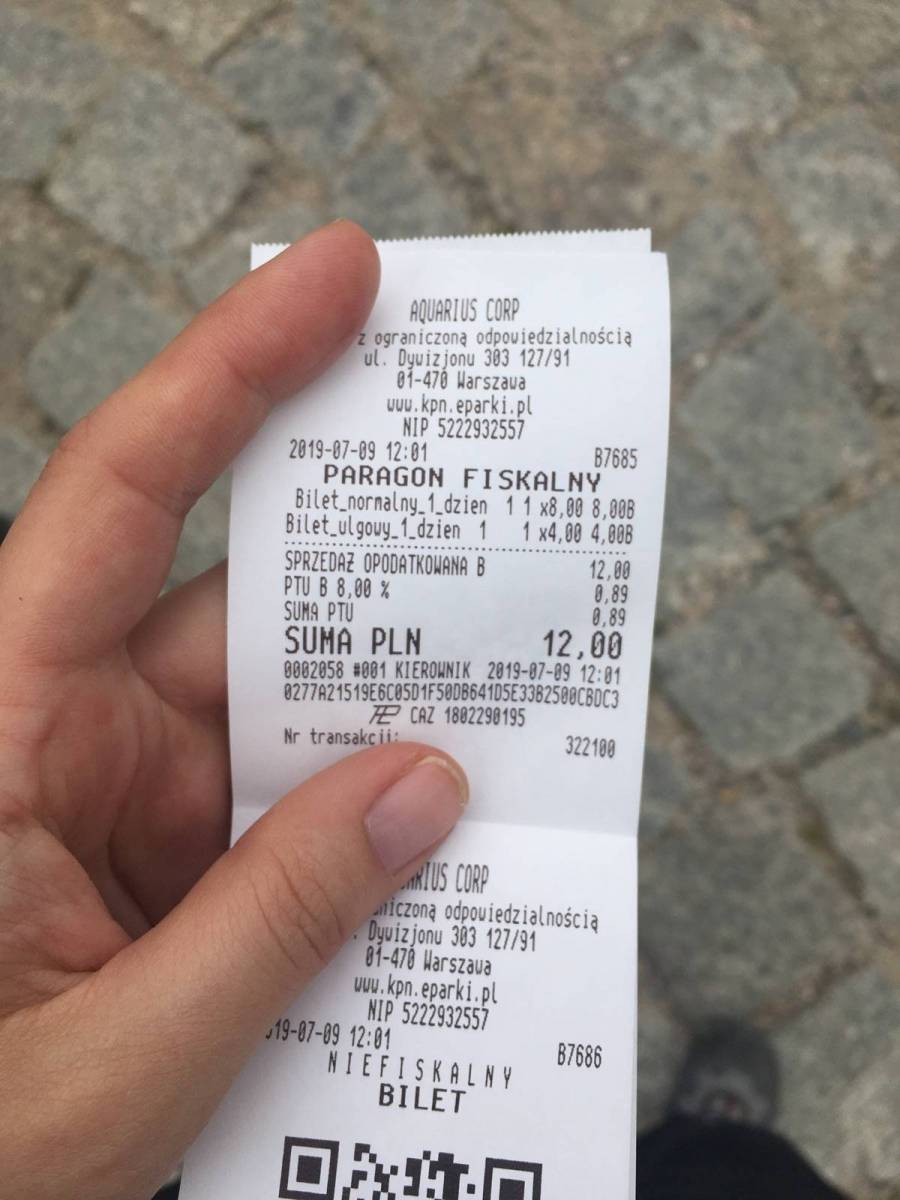 AQUARIUS CORP
z ograniczoną odpowiedzialnością
ul. Dywizjonu 303 127/91
01-470 Warszawa
www.kpn.eparki.pl
NIP 5222932557
2019-07-09 12:01 B7685
PARAGON FISKALNY
Bilet_normalny_1_dzien 1 1 x8,00 8,00B
Bilet_ulgowy_1_dzien 1 1 x4,00 4,00B
SPRZEDAŻ OPODATKOWANA B 12,00
PTU B 8,00 % 0,89
SUMA PTU 0,89
SUMA PLN 12,00
0002058 #001 KIEROWNIK 2019-07-09 12:01
0277A21519E6C05D1F50DB641D5E33B2500CBDC3
CAZ 1802290195
Nr transakcji: 322100
CORP
odpowiedzialnością
Dywizjonu 303 127/91
01-470 Warszawa
www.kpn.eparki.pl
NIP 5222932557
19-07-09 12:01 B7686
NIEFISKALNY
BILET